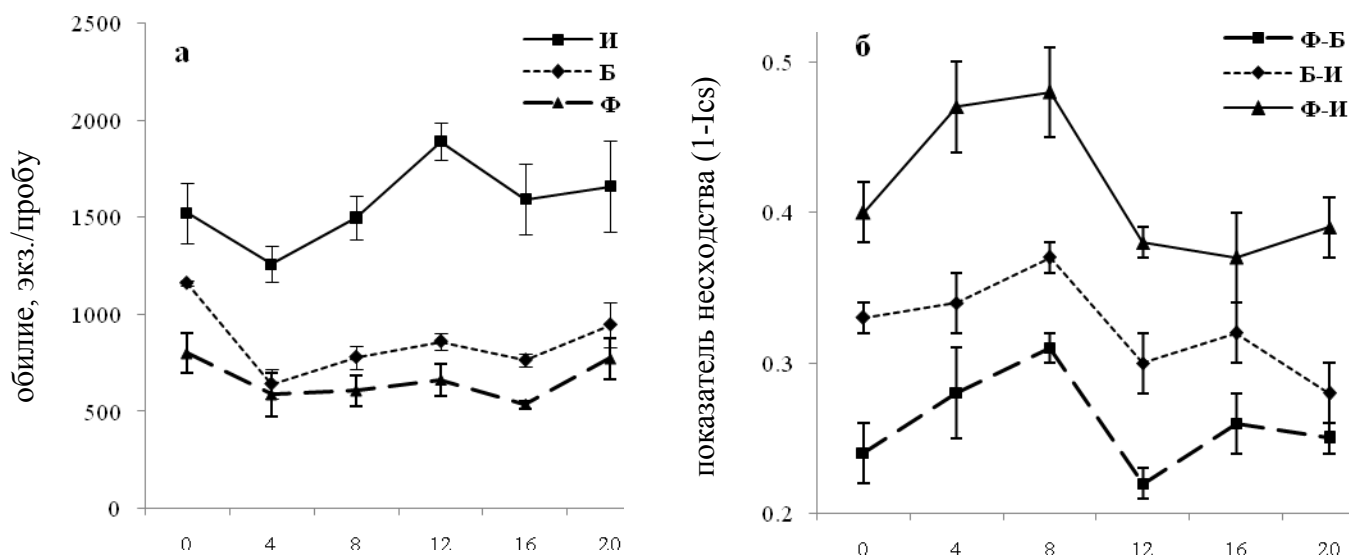 а
обилие, экз./пробу
2500
2000
1500
1000
500
0
0 4 8 12 16 20
И
Б
Ф
б
показатель несходства (1-Ics)
0.5
0.4
0.3
0.2
0 4 8 12 16 20
Ф-Б
Б-И
Ф-И